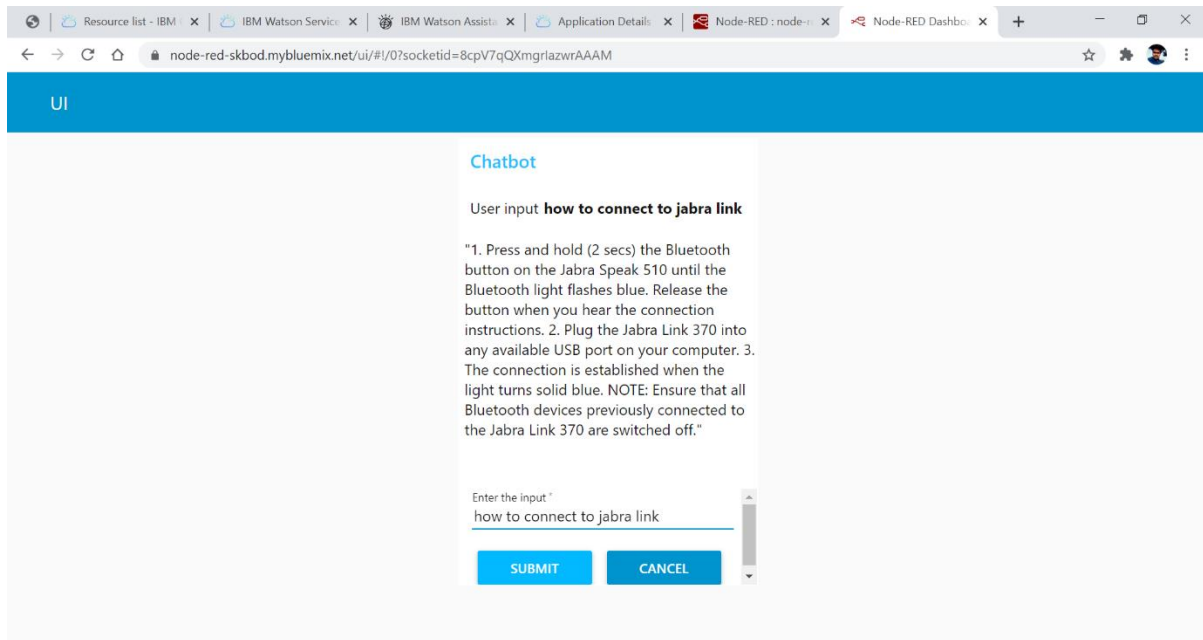 Resource list - IBM
IBM Watson Service
IBM Watson Assista
Application Details
Node-RED : node-r
Node-RED Dashboa
node-red-skbod.mybluemix.net/ui/#!/0?socketid=8cpV7qQXmgrIazwrAAAM
UI
Chatbot
User input how to connect to jabra link
"1. Press and hold (2 secs) the Bluetooth
button on the Jabra Speak 510 until the
Bluetooth light flashes blue. Release the
button when you hear the connection
instructions. 2. Plug the Jabra Link 370 into
any available USB port on your computer. 3.
The connection is established when the
light turns solid blue. NOTE: Ensure that all
Bluetooth devices previously connected to
the Jabra Link 370 are switched off."
Enter the input *
how to connect to jabra link
SUBMIT CANCEL